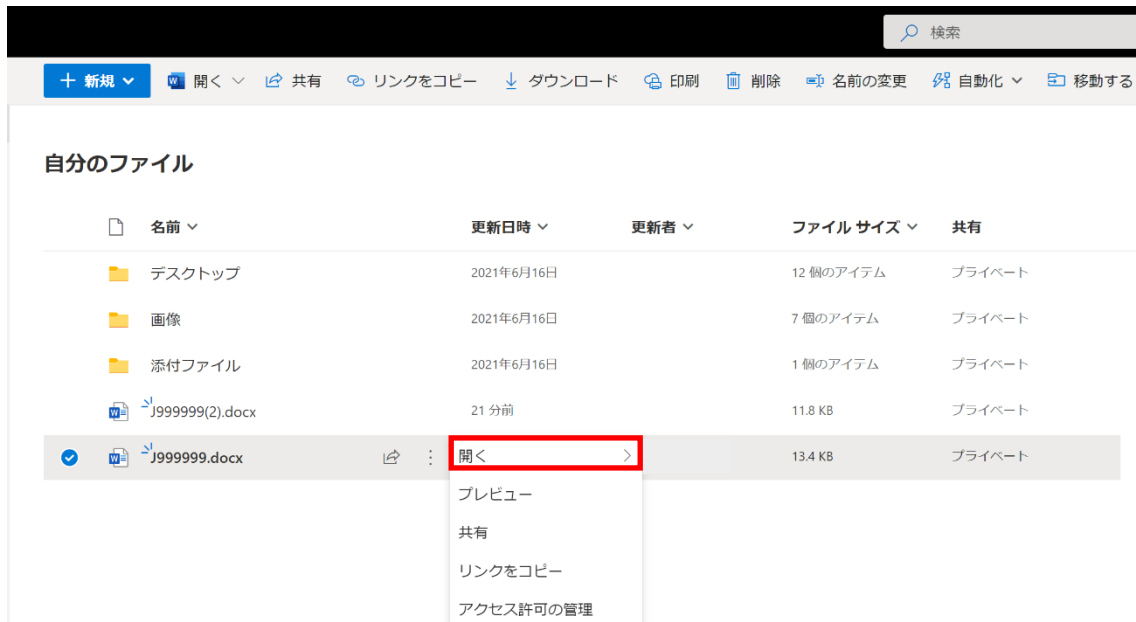 検索
新規 開く 共有 リンクをコピー ダウンロード 印刷 削除 名前の変更 自動化 移動する
自分のファイル
名前 更新日時 更新者 ファイル サイズ 共有
デスクトップ 2021年6月16日 12 個のアイテム プライベート
画像 2021年6月16日 7 個のアイテム プライベート
添付ファイル 2021年6月16日 1 個のアイテム プライベート
J999999(2).docx 21 分前 11.8 KB プライベート
J999999.docx 開く 13.4 KB プライベート
プレビュー
共有
リンクをコピー
アクセス許可の管理